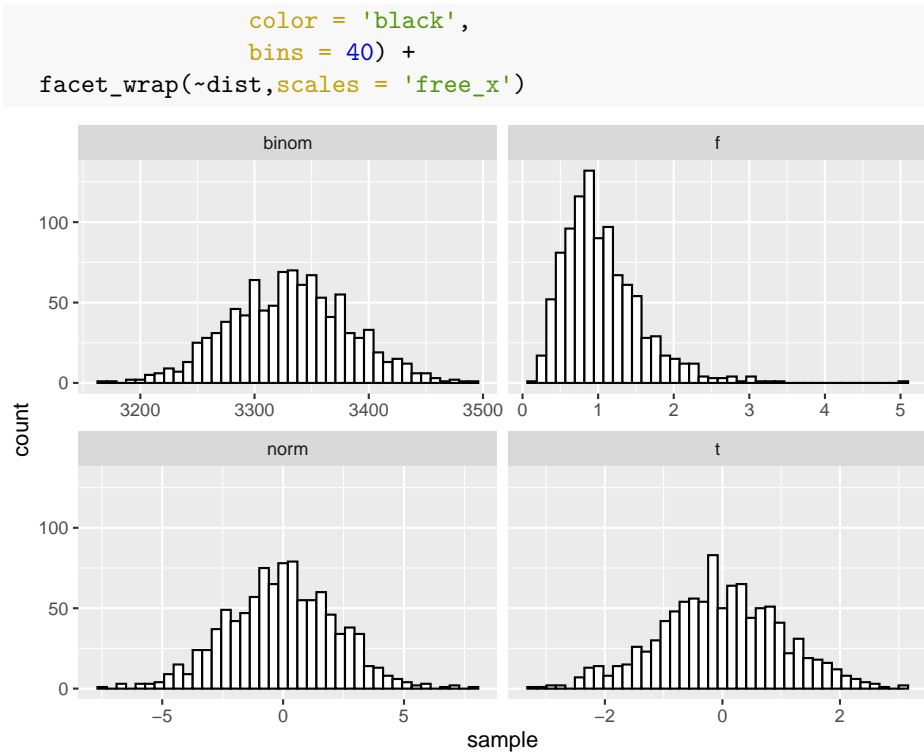 color = 'black',
bins = 40) +
facet_wrap(~dist,scales = 'free_x')
binom f
100
50
0
3200 3300 3400 3500 0 1 2 3 4 5
count
norm t
100
50
0
−5 0 5 −2 0 2
sample